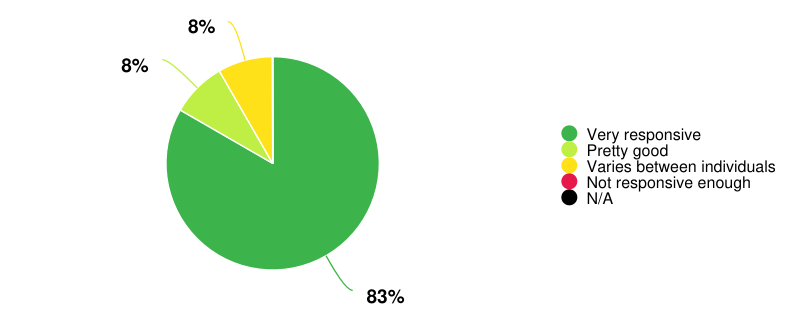 8%
8%
83%
Very responsive
Pretty good
Varies between individuals
Not responsive enough
N/A